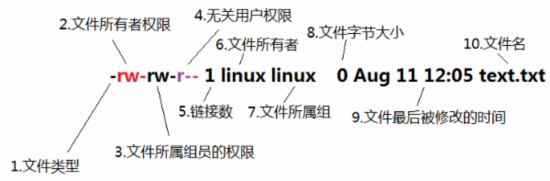 2.文件所有者权限
4.无关用户权限
6.文件所有者
8.文件字节大小
10.文件名
-rw-rw-r-- 1 linux linux 0 Aug 11 12:05 text.txt
5.链接数
7.文件所属组
9.文件最后被修改的时间
3.文件所属组员的权限
1.文件类型